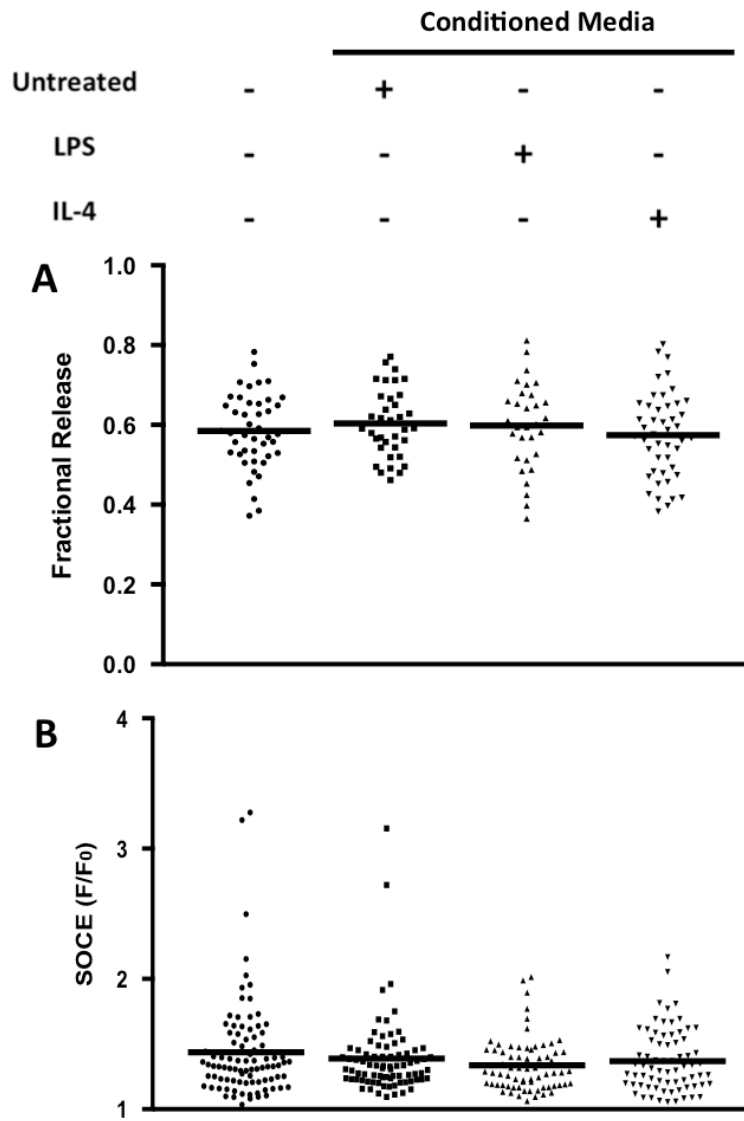 Conditioned Media
Untreated - + - -
LPS - - + -
IL-4 - - - +
A
Fractional Release
1.0
0.8
0.6
0.4
0.2
0.0
B
SOCE (F/F0)
4
3
2
1